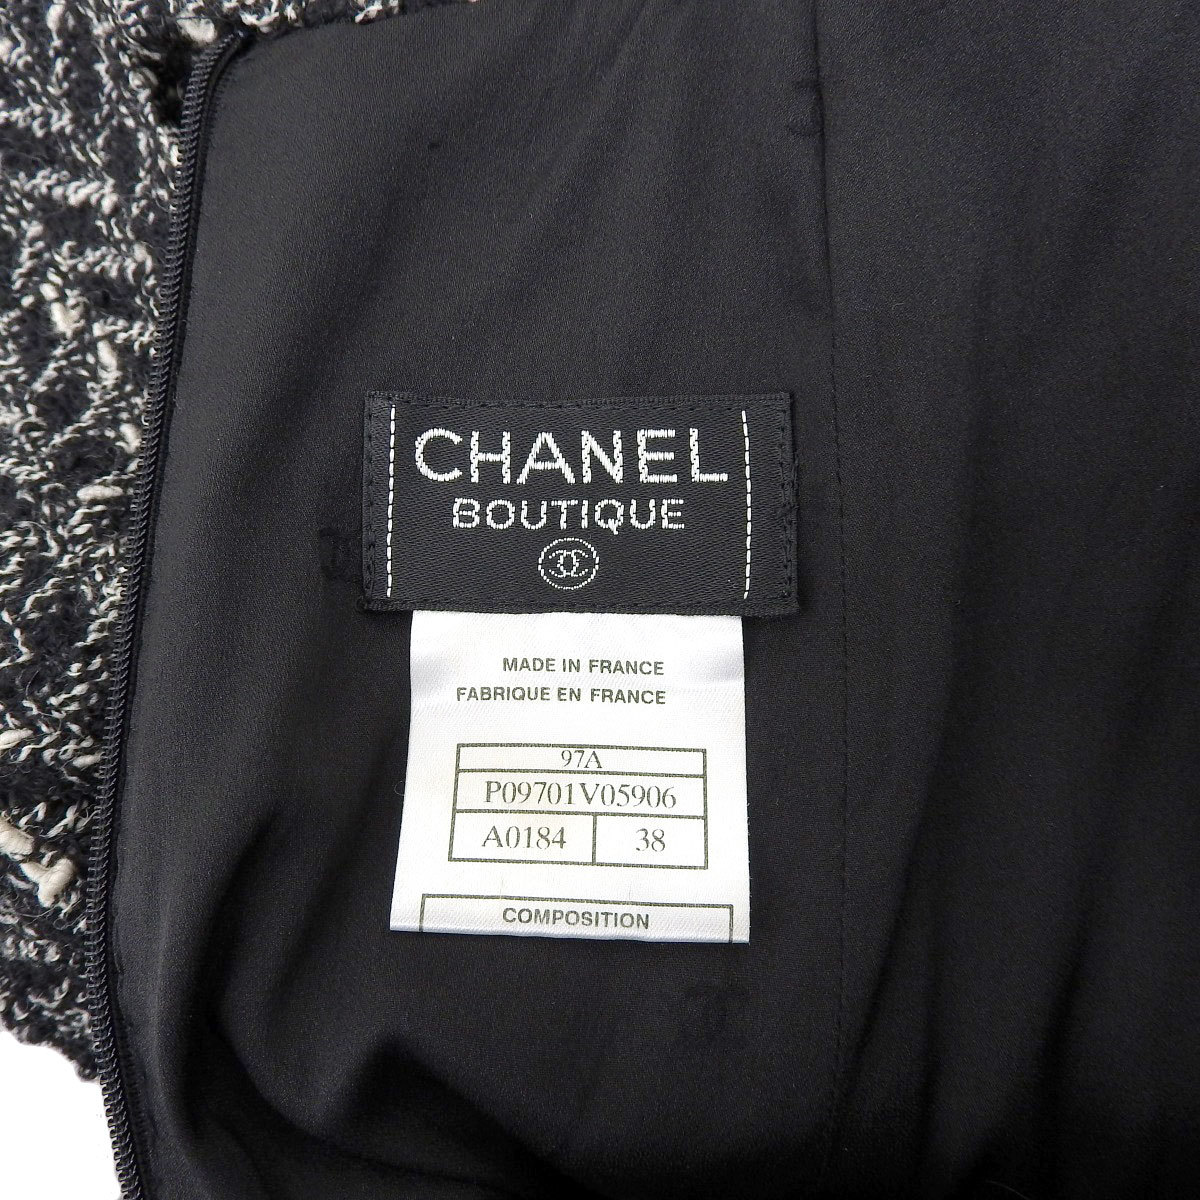 CHANEL
BOUTIQUE
MADE IN FRANCE
FABRIQUE EN FRANCE
97A
P09701V05906
A0184 38
COMPOSITION